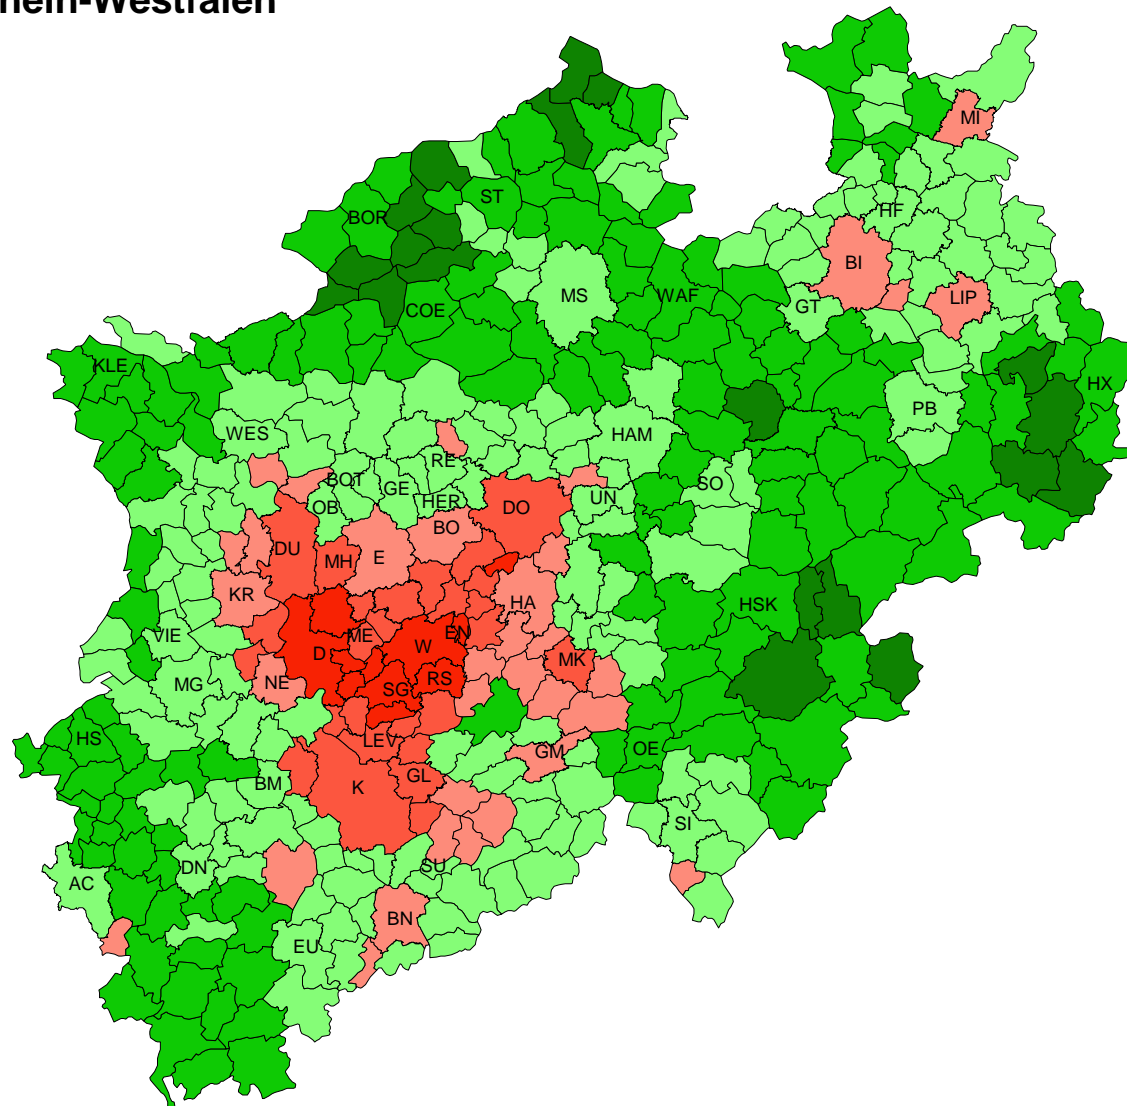 hein-Westfalen
MI
ST
BOR
HF
BI
MS
WAF
LIP
GT
COE
KLE
HX
PB
WES
HAM
RE
BOT
GE
SO
HER
UN
OB
DO
BO
DU
MH
E
KR
HA
HSK
VIE
ME
EN
W
D
MK
RS
NE
MG
SG
HS
LEV
OE
GM
GL
BM
K
SI
SU
DN
AC
BN
EU